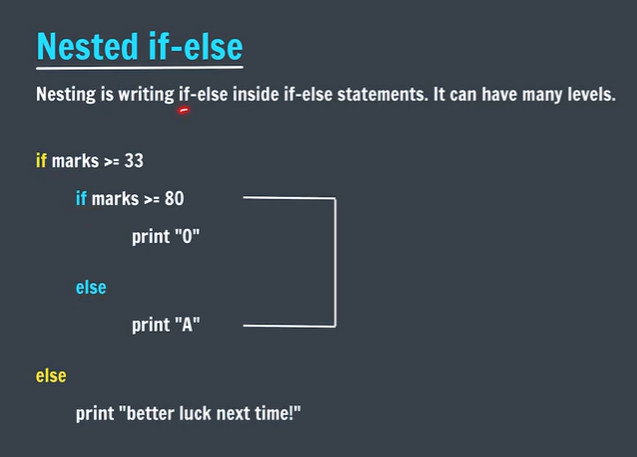 Nested if-else
Nesting is writing if-else inside if-else statements. It can have many levels.
if marks >= 33
if marks >= 80
print "O"
else
print "A"
else
print "better luck next time!"